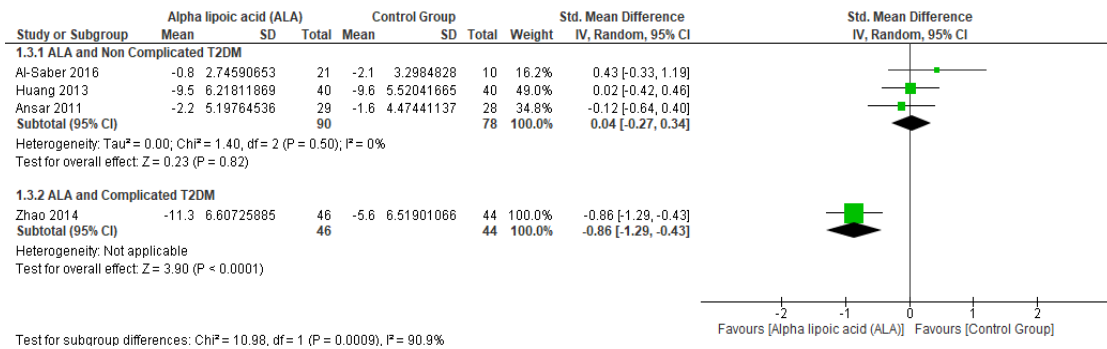 Alpha lipoic acid (ALA) Control Group Std. Mean Difference Std. Mean Difference
Study or Subgroup Mean SD Total Mean SD Total Weight IV, Random, 95% CI IV, Random, 95% CI
1.3.1 ALA and Non Complicated T2DM
Al-Saber 2016 -0.8 2.74590653 21 -2.1 3.2984828 10 16.2% 0.43 [-0.33, 1.19]
Huang 2013 -9.5 6.21811869 40 -9.6 5.52041665 40 49.0% 0.02 [-0.42, 0.46]
Ansar 2011 -2.2 5.19764536 29 -1.6 4.47441137 28 34.8% -0.12 [-0.64, 0.40]
Subtotal (95% CI) 90 78 100.0% 0.04 [-0.27, 0.34]
Heterogeneity: Tau² = 0.00; Chi² = 1.40, df = 2 (P = 0.50); I² = 0%
Test for overall effect: Z = 0.23 (P = 0.82)
1.3.2 ALA and Complicated T2DM
Zhao 2014 -11.3 6.60725885 46 -5.6 6.51901066 44 100.0% -0.86 [-1.29, -0.43]
Subtotal (95% CI) 46 44 100.0% -0.86 [-1.29, -0.43]
Heterogeneity: Not applicable
Test for overall effect: Z = 3.90 (P < 0.0001)
-2 -1 0 1 2
Favours [Alpha lipoic acid (ALA)] Favours [Control Group]
Test for subgroup differences: Chi² = 10.98, df = 1 (P = 0.0009), I² = 90.9%